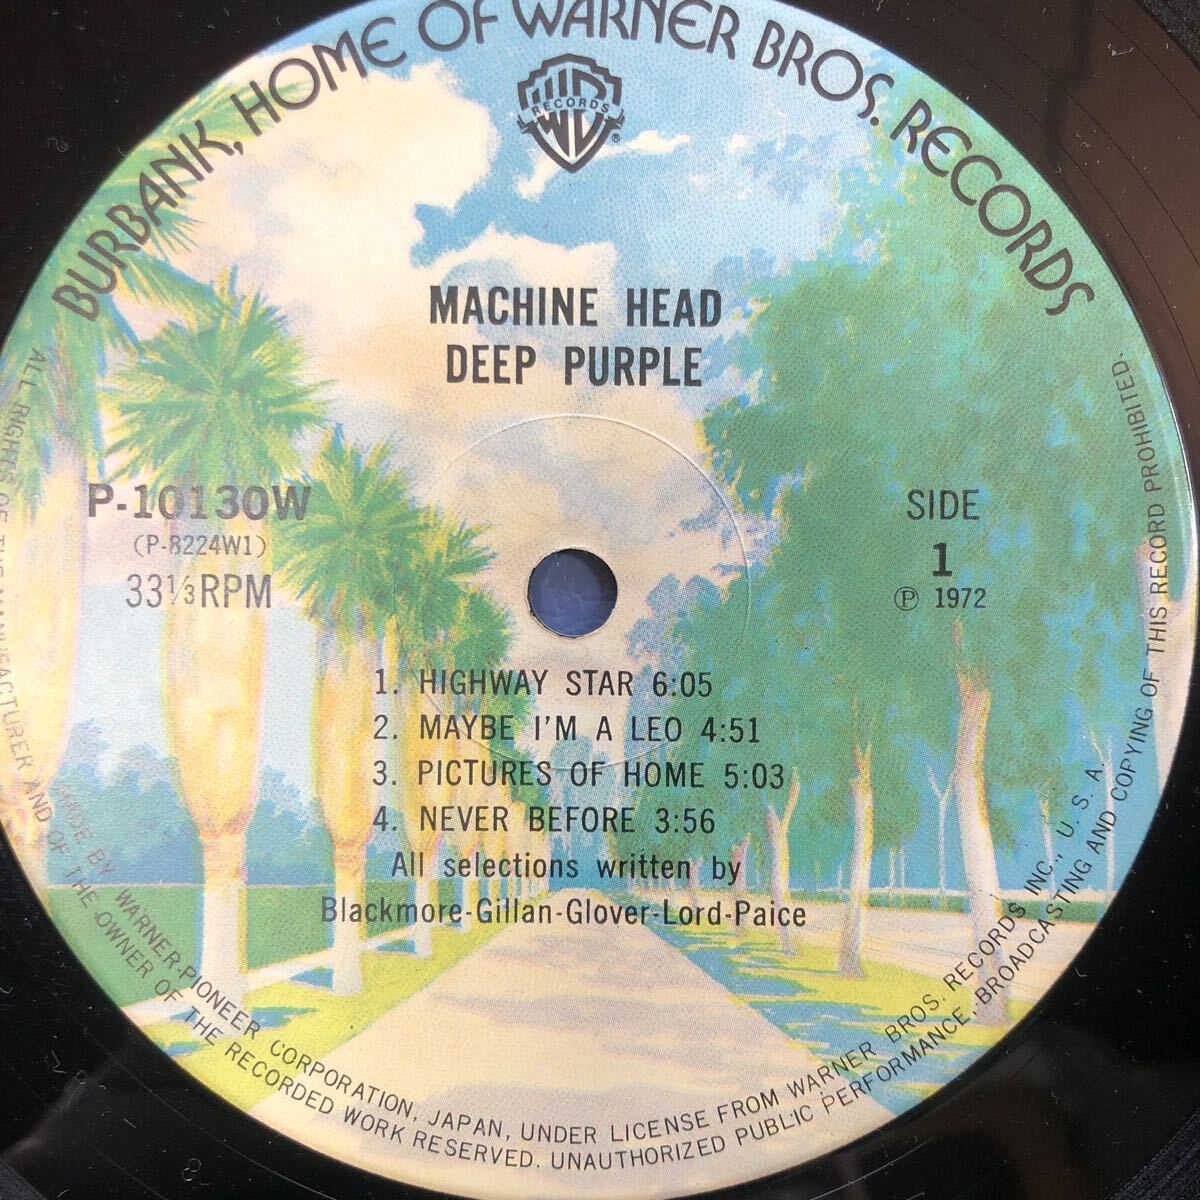 BURBANK, HOME OF WARNER BROS. RECORDS
RECORDS
®
MACHINE HEAD
DEEP PURPLE
P-10130W
(P-8224W1)
33⅓RPM
SIDE
1
Ⓟ 1972
1. HIGHWAY STAR 6:05
2. MAYBE I'M A LEO 4:51
3. PICTURES OF HOME 5:03
4. NEVER BEFORE 3:56
All selections written by
Blackmore-Gillan-Glover-Lord-Paice
MADE BY WARNER-PIONEER CORPORATION, JAPAN, UNDER LICENSE FROM WARNER BROS. RECORDS INC., U. S. A.
ALL RIGHTS OF THE MANUFACTURER AND OF THE OWNER OF THE RECORDED WORK RESERVED. UNAUTHORIZED PUBLIC PERFORMANCE, BROADCASTING AND COPYING OF THIS RECORD PROHIBITED.